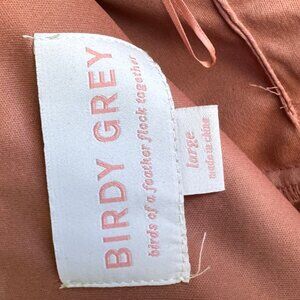 BIRDY GREY
birds of a feather flock together
large
made in china